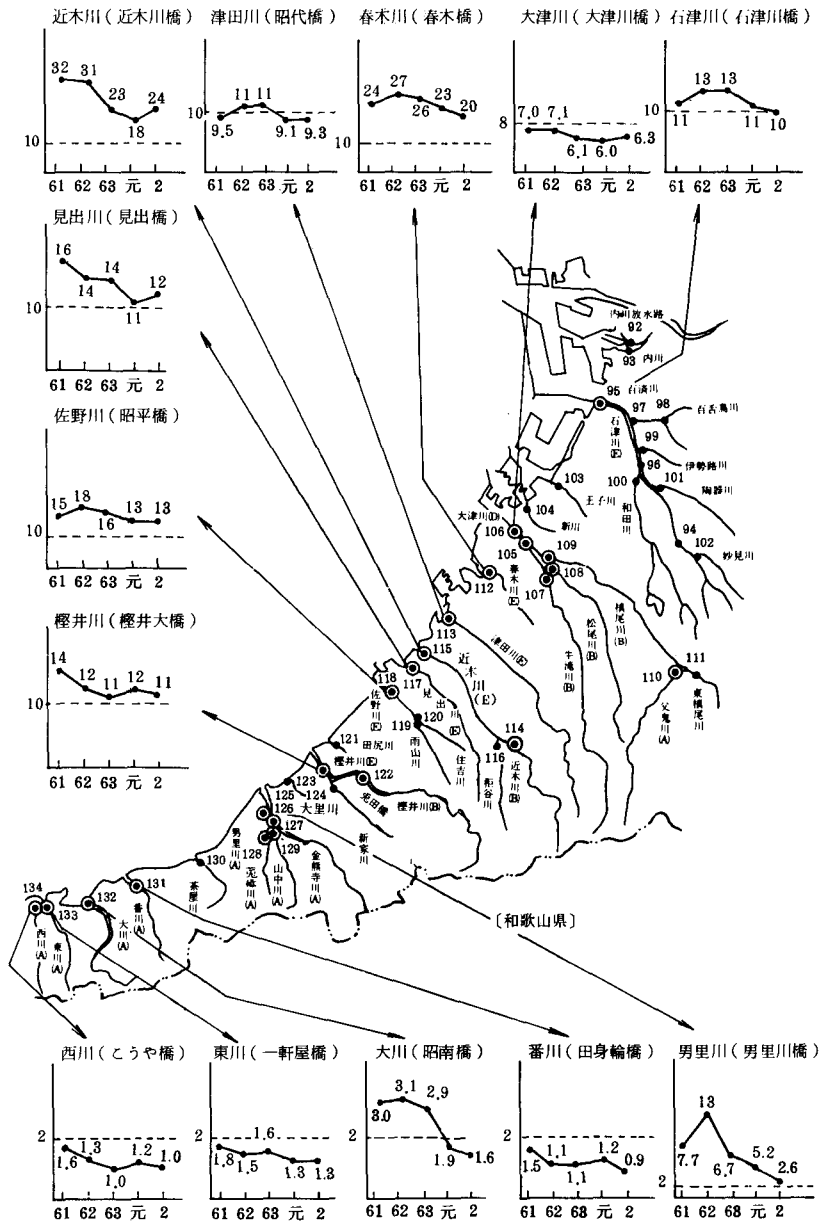 近木川(近木川橋)
32 31 23 18 24
10
61 62 63 元 2
津田川(昭代橋)
9.5 11 11 9.1 9.3
10
61 62 63 元 2
春木川(春木橋)
24 27 26 23 20
10
61 62 63 元 2
大津川(大津川橋)
7.0 7.1 6.1 6.0 6.3
8
61 62 63 元 2
石津川(石津川橋)
11 13 13 11 10
10
61 62 63 元 2
見出川(見出橋)
16 14 14 11 12
10
61 62 63 元 2
佐野川(昭平橋)
15 18 16 13 13
10
61 62 63 元 2
樫井川(樫井大橋)
14 12 11 12 11
10
61 62 63 元 2
内川放水路
92
93 内川
95 百済川
97 98 百舌鳥川
石津川(E)
99
96 伊勢路川
100 101 陶器川
和田川
94
102 妙見川
103
王子川
104
新川
大津川(D)
106
105
109
108
107
春木川(E)
112
113
津田川(E)
牛滝川(B)
松尾川(B)
槇尾川(B)
110 111
父鬼川(A)
東槇尾川
115
近木川(E)
117
118
佐野川(E)
見出川(E)
119 120
雨山川
住吉川
114
116
近木川(B)
秬谷川
121
田尻川
樫井川(E)
122
123
124
兎田橋
樫井川(B)
新家川
125
大里川
126
127
128
129
男里川(A)
菟砥川(A)
山中川(A)
金熊寺川(A)
130
茶屋川
131
番川(A)
132
大川(A)
134
133
西川(A)
東川(A)
〔和歌山県〕
西川(こうや橋)
1.6 1.3 1.0 1.2 1.0
2
61 62 63 元 2
東川(一軒屋橋)
1.8 1.5 1.6 1.3 1.3
2
61 62 63 元 2
大川(昭南橋)
3.0 3.1 2.9 1.9 1.6
2
61 62 63 元 2
番川(田身輪橋)
1.5 1.1 1.1 1.2 0.9
2
61 62 68 元 2
男里川(男里川橋)
7.7 13 6.7 5.2 2.6
2
61 62 68 元 2